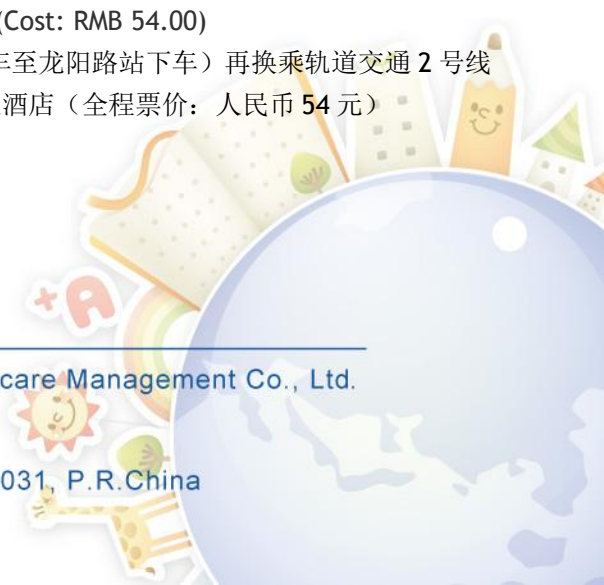 (Cost: RMB 54.00)
至龙阳路站下车）再换乘轨道交通 2 号线
酒店（全程票价：人民币 54 元）
A
care Management Co., Ltd.
031, P.R.China